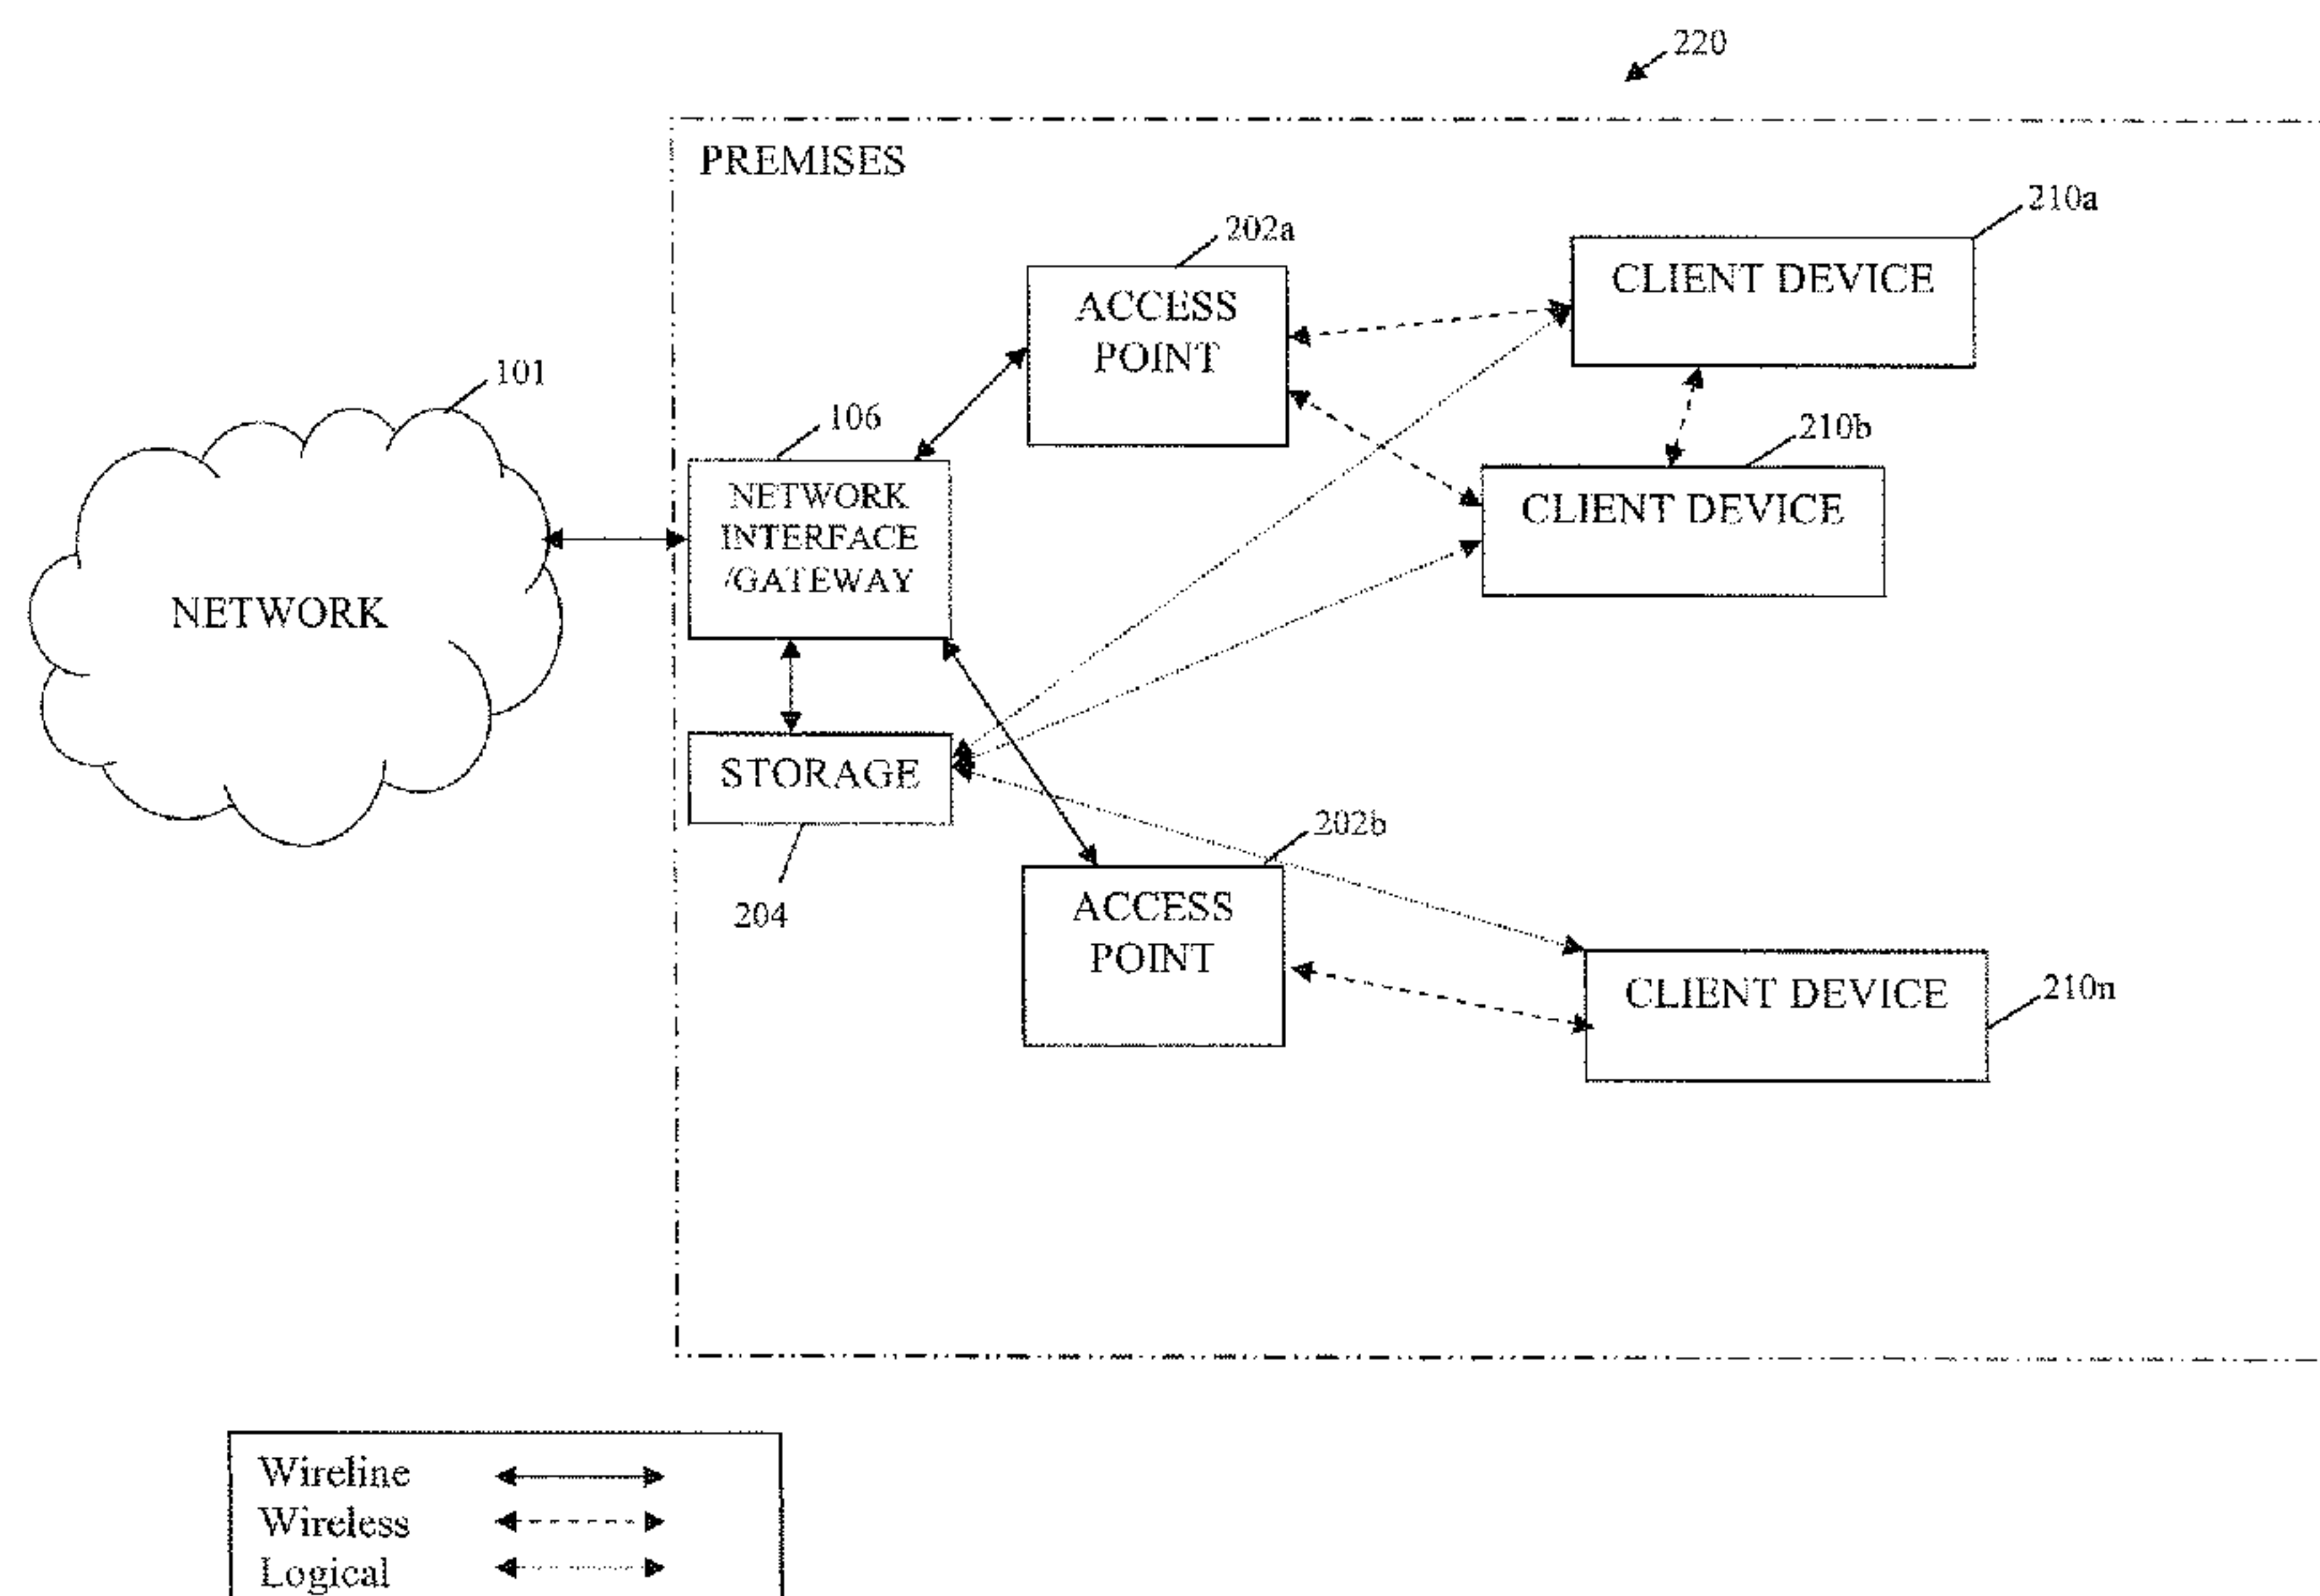 220
PREMISES
210a
202a
CLIENT DEVICE
ACCESS
POINT
101
106
210b
NETWORK
INTERFACE
/GATEWAY
CLIENT DEVICE
NETWORK
STORAGE
204
202b
ACCESS
POINT
CLIENT DEVICE
210n
Wireline
Wireless
Logical